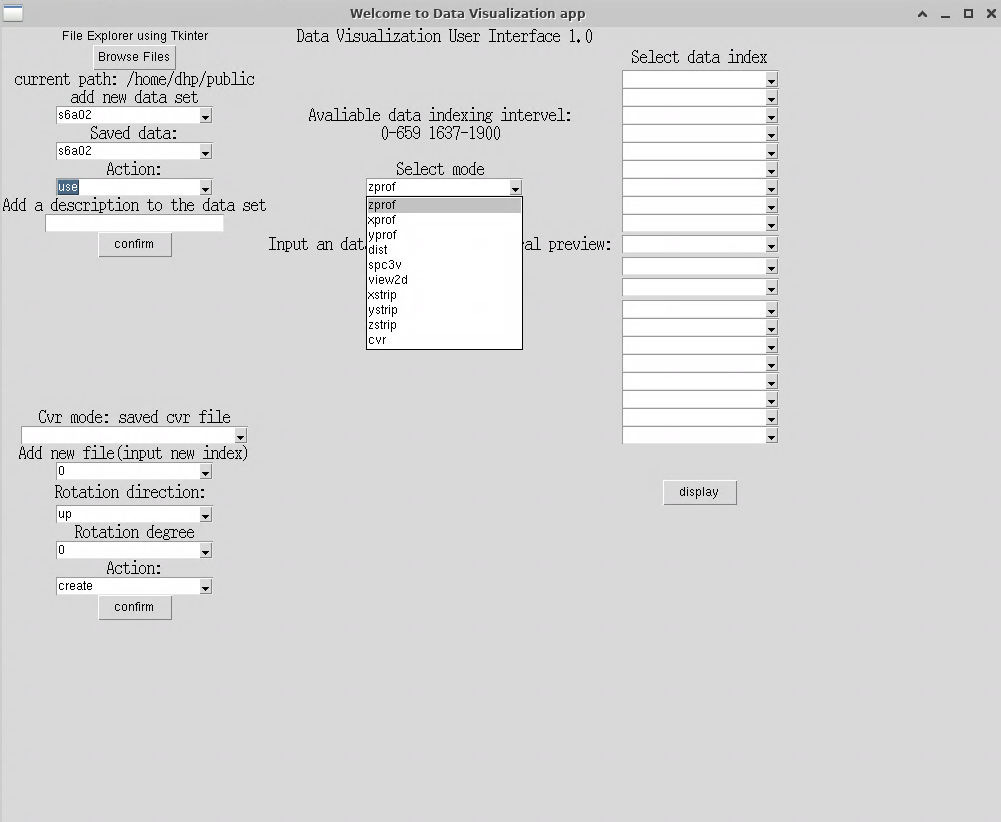 Welcome to Data Visualization app
File Explorer using Tkinter
Browse Files
current path: /home/dhp/public
add new data set
s6a02
Saved data:
s6a02
Action:
use
Add a description to the data set
confirm
Cvr mode: saved cvr file
Add new file(input new index)
0
Rotation direction:
up
Rotation degree
0
Action:
create
confirm
Data Visualization User Interface 1.0
Avaliable data indexing intervel:
0-659 1637-1900
Select mode
zprof
zprof
xprof
yprof
dist
spc3v
view2d
xstrip
ystrip
zstrip
cvr
Input an preview:
Select data index
display